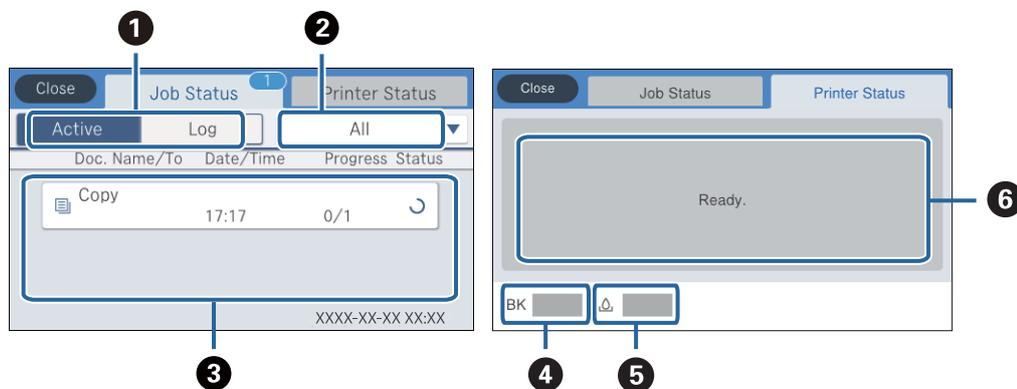 1 2
Close Job Status 1 Printer Status
Active Log All
Doc. Name/To Date/Time Progress Status
Copy
17:17 0/1
XXXX-XX-XX XX:XX
3
Close Job Status Printer Status
Ready.
6
BK
4 5